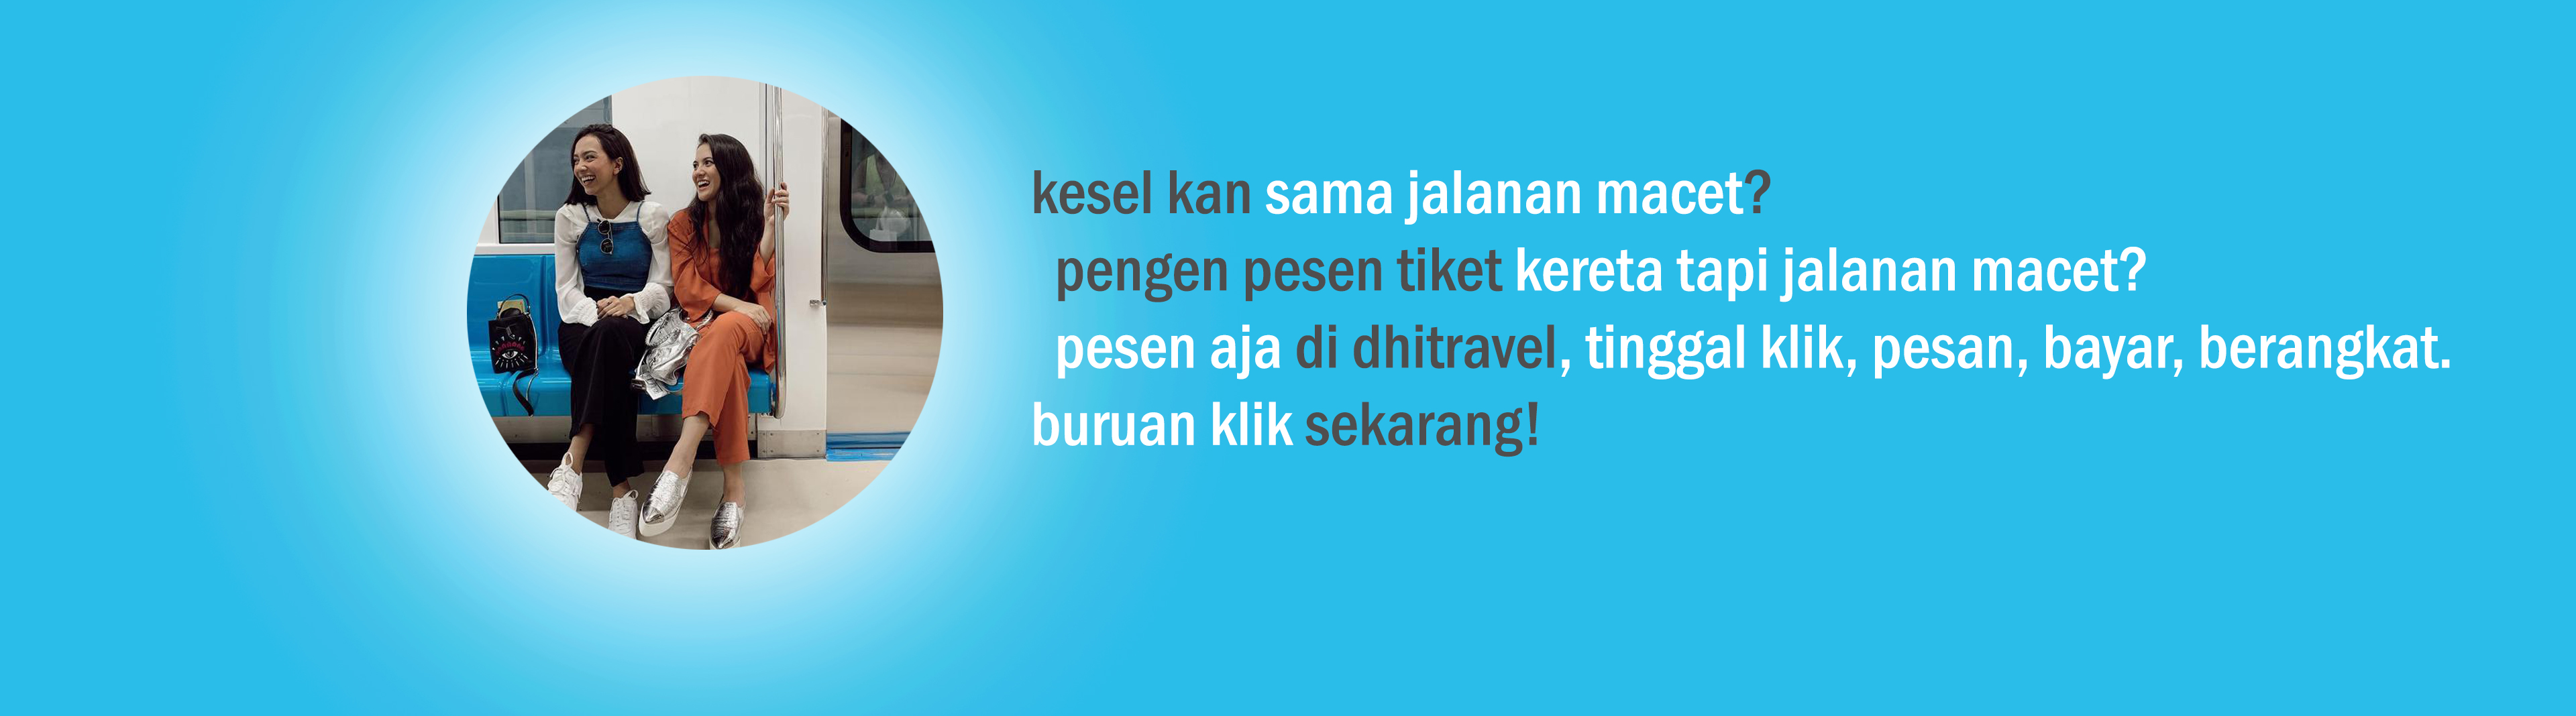 kesel kan sama jalanan macet?
pengen pesen tiket kereta tapi jalanan macet?
pesen aja di dhitravel, tinggal klik, pesan, bayar, berangkat.
buruan klik sekarang!